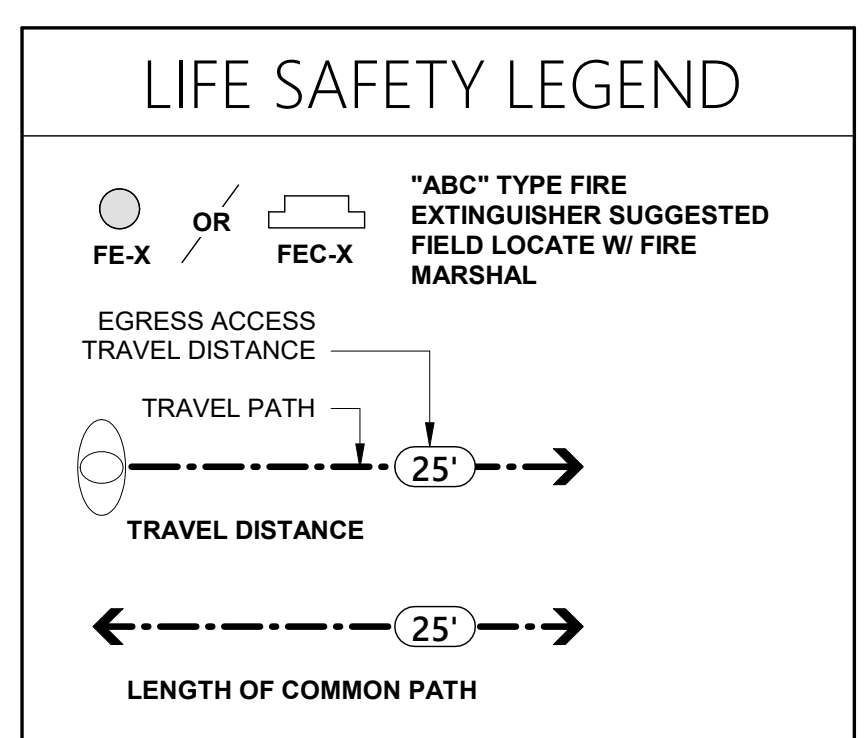 LIFE SAFETY LEGEND
FE-X
OR
FEC-X
"ABC" TYPE FIRE
EXTINGUISHER SUGGESTED
FIELD LOCATE W/ FIRE
MARSHAL
EGRESS ACCESS
TRAVEL DISTANCE
TRAVEL PATH
25'
TRAVEL DISTANCE
25'
LENGTH OF COMMON PATH